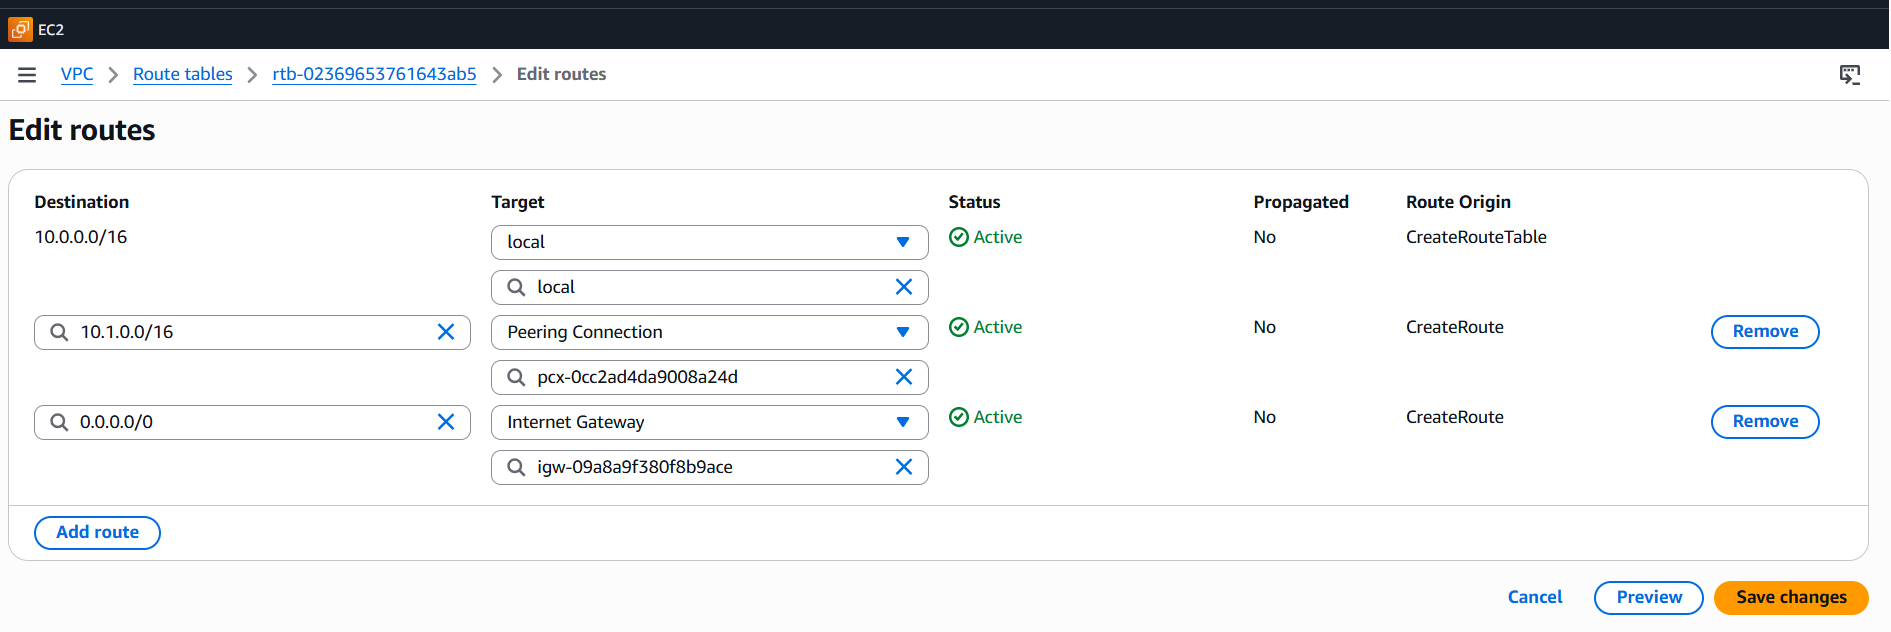 EC2
VPC > Route tables > rtb-02369653761643ab5 > Edit routes
Edit routes
Destination Target Status Propagated Route Origin
10.0.0.0/16 local Active No CreateRouteTable
local
10.1.0.0/16 Peering Connection Active No CreateRoute Remove
pcx-0cc2ad4da9008a24d
0.0.0.0/0 Internet Gateway Active No CreateRoute Remove
igw-09a8a9f380f8b9ace
Add route
Cancel Preview Save changes